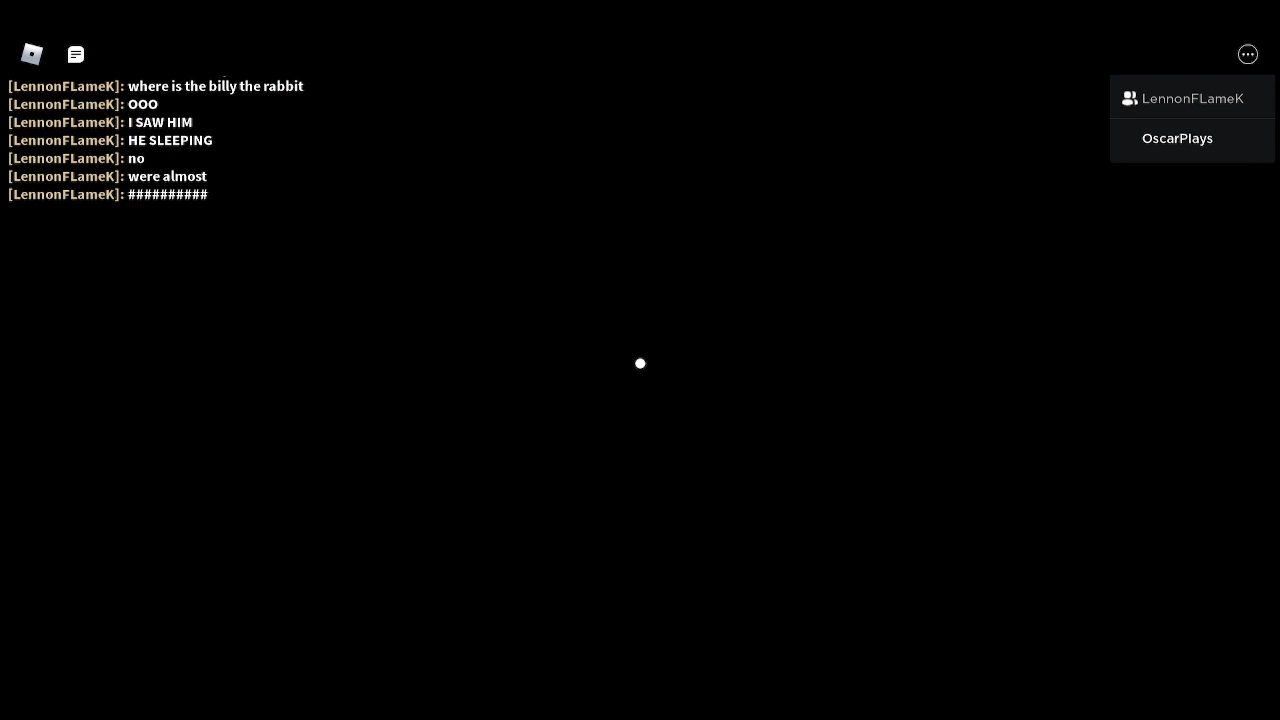 [LennonFLameK]: where is the billy the rabbit
[LennonFLameK]: OOO
[LennonFLameK]: I SAW HIM
[LennonFLameK]: HE SLEEPING
[LennonFLameK]: no
[LennonFLameK]: were almost
[LennonFLameK]: ##########
LennonFLameK
OscarPlays